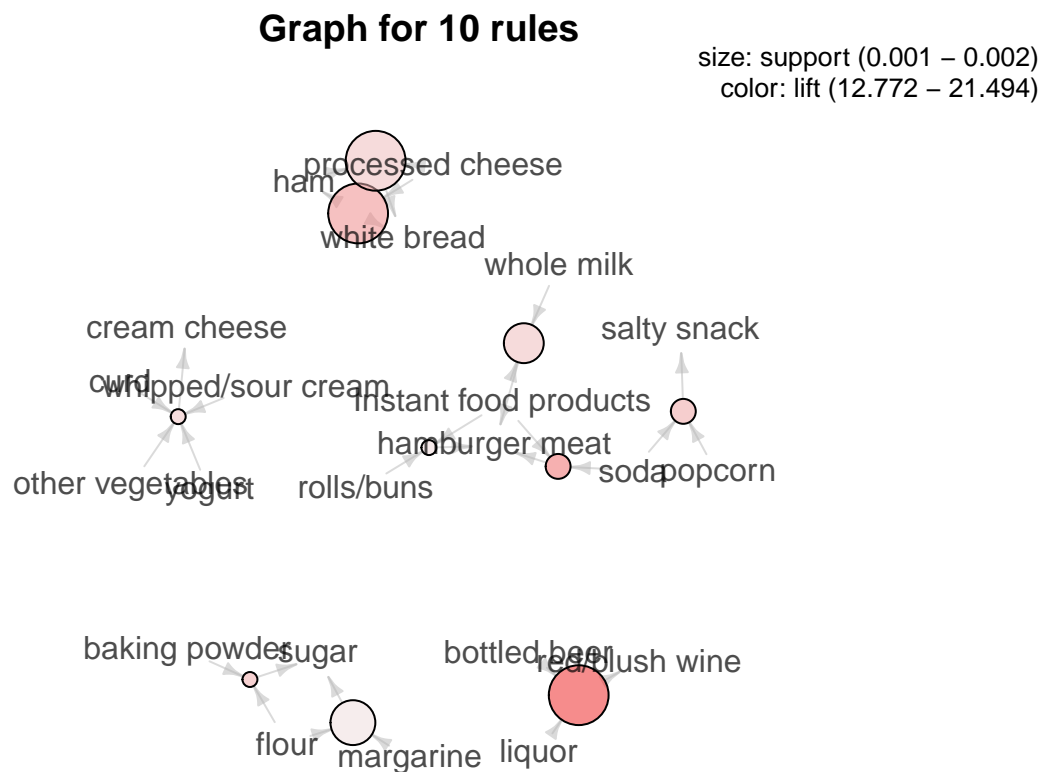 Graph for 10 rules
size: support (0.001 – 0.002)
color: lift (12.772 – 21.494)
processed cheese
ham
white bread
whole milk
cream cheese
salty snack
curd
whipped/sour cream
Instant food products
hamburger meat
other vegetables
yogurt
rolls/buns
soda
popcorn
baking powder
sugar
bottled beer
red/blush wine
flour
margarine
liquor